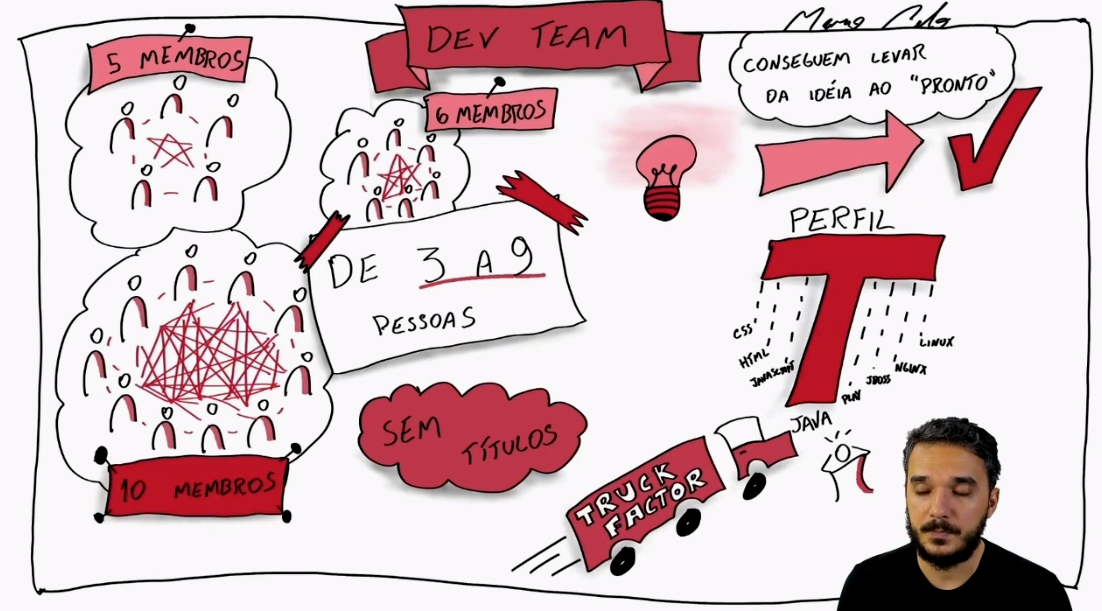 DEV TEAM
5 MEMBROS
6 MEMBROS
CONSEGUEM LEVAR
DA IDÉIA AO "PRONTO"
DE 3 A 9
PESSOAS
PERFIL
CSS
HTML
JAVASCRIPT
JAVA
PLAY
JBOSS
NGINX
LINUX
10 MEMBROS
SEM
TÍTULOS
TRUCK
FACTOR